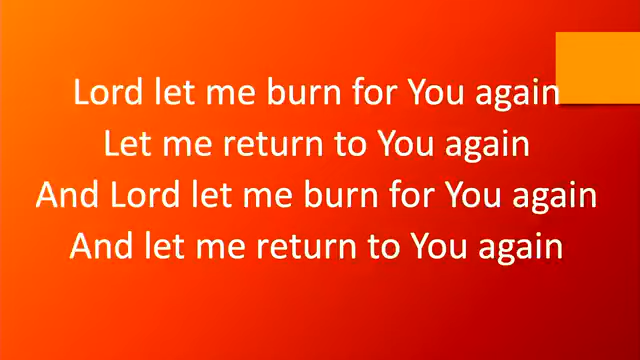 Lord let me burn for You again
Let me return to You again
And Lord let me burn for You again
And let me return to You again